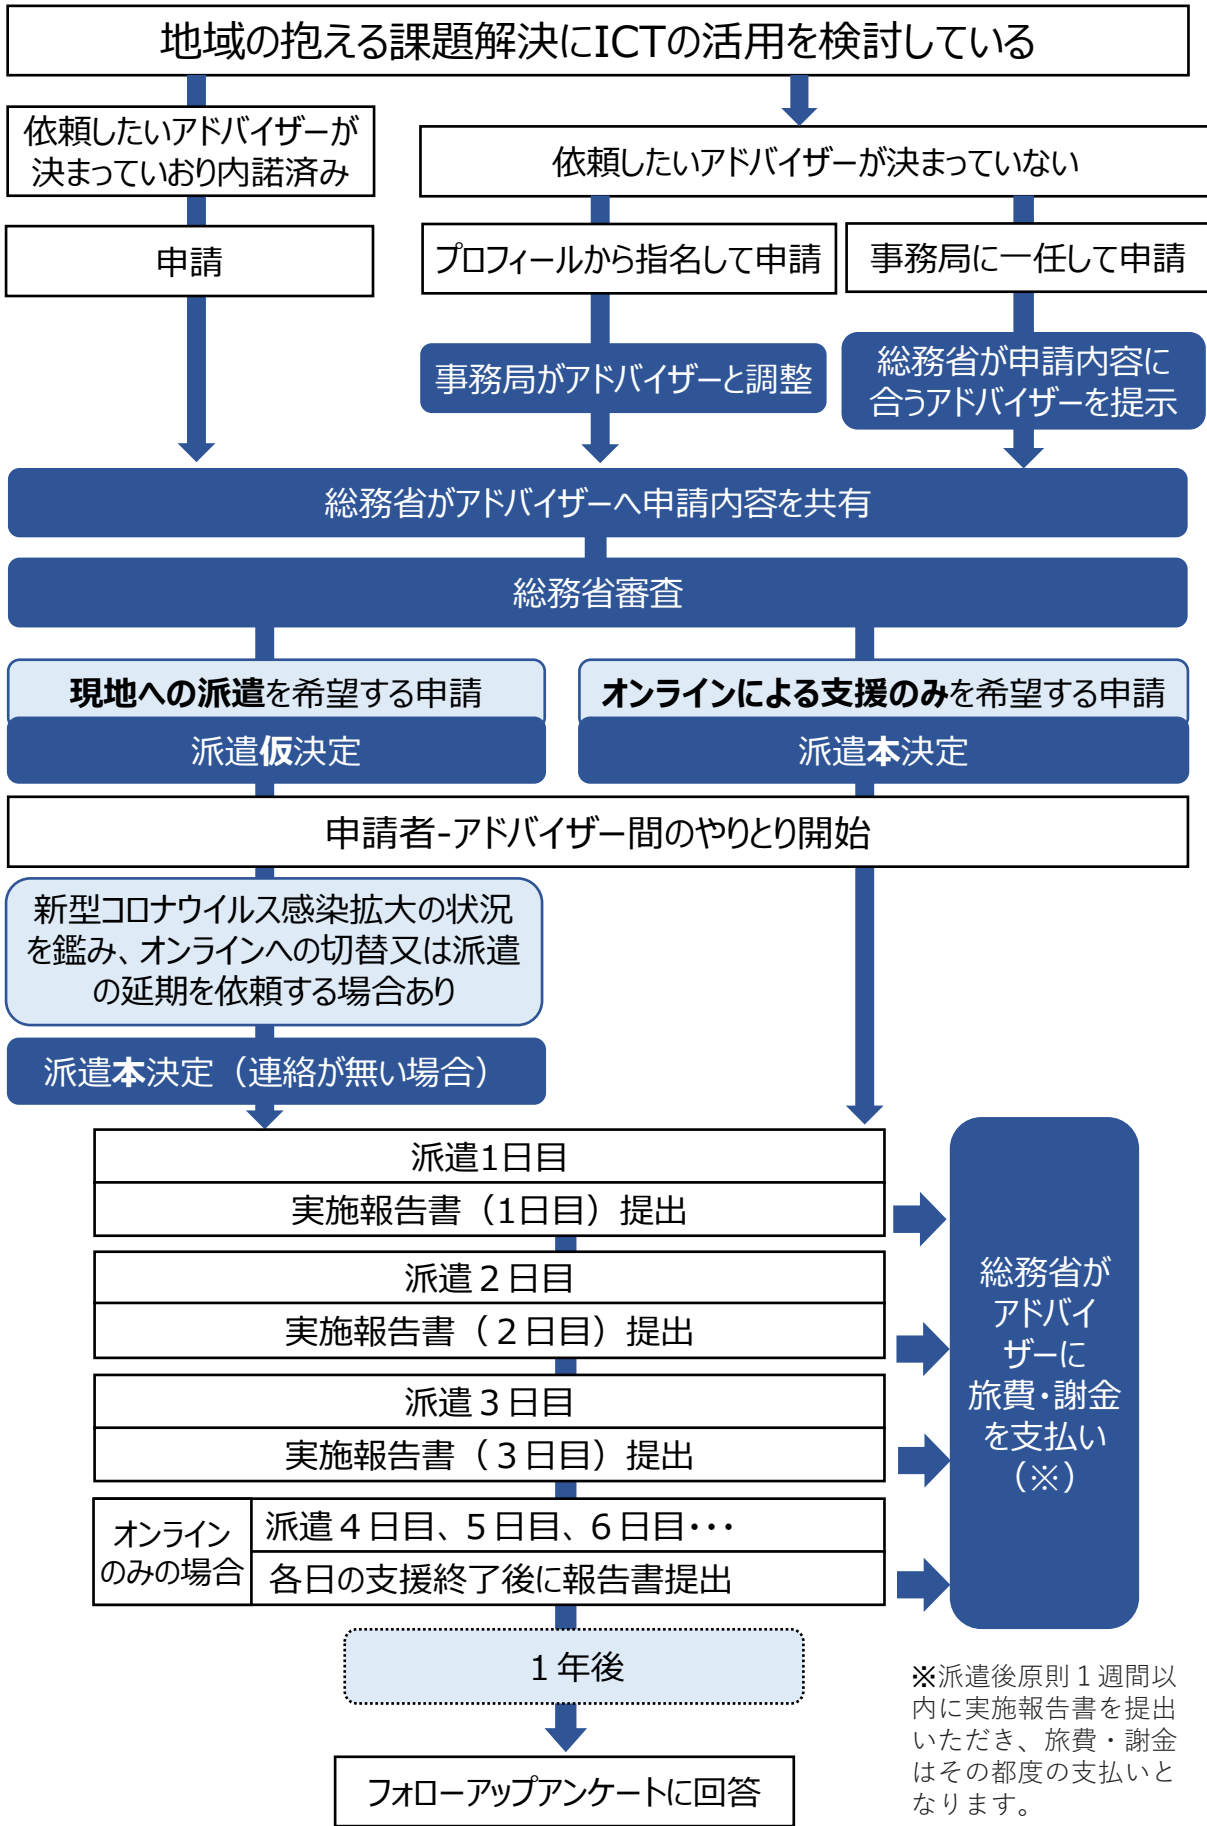 地域の抱える課題解決にICTの活用を検討している
依頼したいアドバイザーが
決まっていおり内諾済み
依頼したいアドバイザーが決まっていない
申請
プロフィールから指名して申請
事務局に一任して申請
事務局がアドバイザーと調整
総務省が申請内容に
合うアドバイザーを提示
総務省がアドバイザーへ申請内容を共有
総務省審査
現地への派遣を希望する申請
派遣仮決定
オンラインによる支援のみを希望する申請
派遣本決定
申請者-アドバイザー間のやりとり開始
新型コロナウイルス感染拡大の状況
を鑑み、オンラインへの切替又は派遣
の延期を依頼する場合あり
派遣本決定（連絡が無い場合）
派遣1日目
実施報告書（1日目）提出
派遣２日目
実施報告書（２日目）提出
派遣３日目
実施報告書（３日目）提出
オンライン
のみの場合
派遣４日目、５日目、６日目・・・
各日の支援終了後に報告書提出
総務省が
アドバイ
ザーに
旅費・謝金
を支払い
（※）
１年後
フォローアップアンケートに回答
※派遣後原則１週間以
内に実施報告書を提出
いただき、旅費・謝金
はその都度の支払いと
なります。